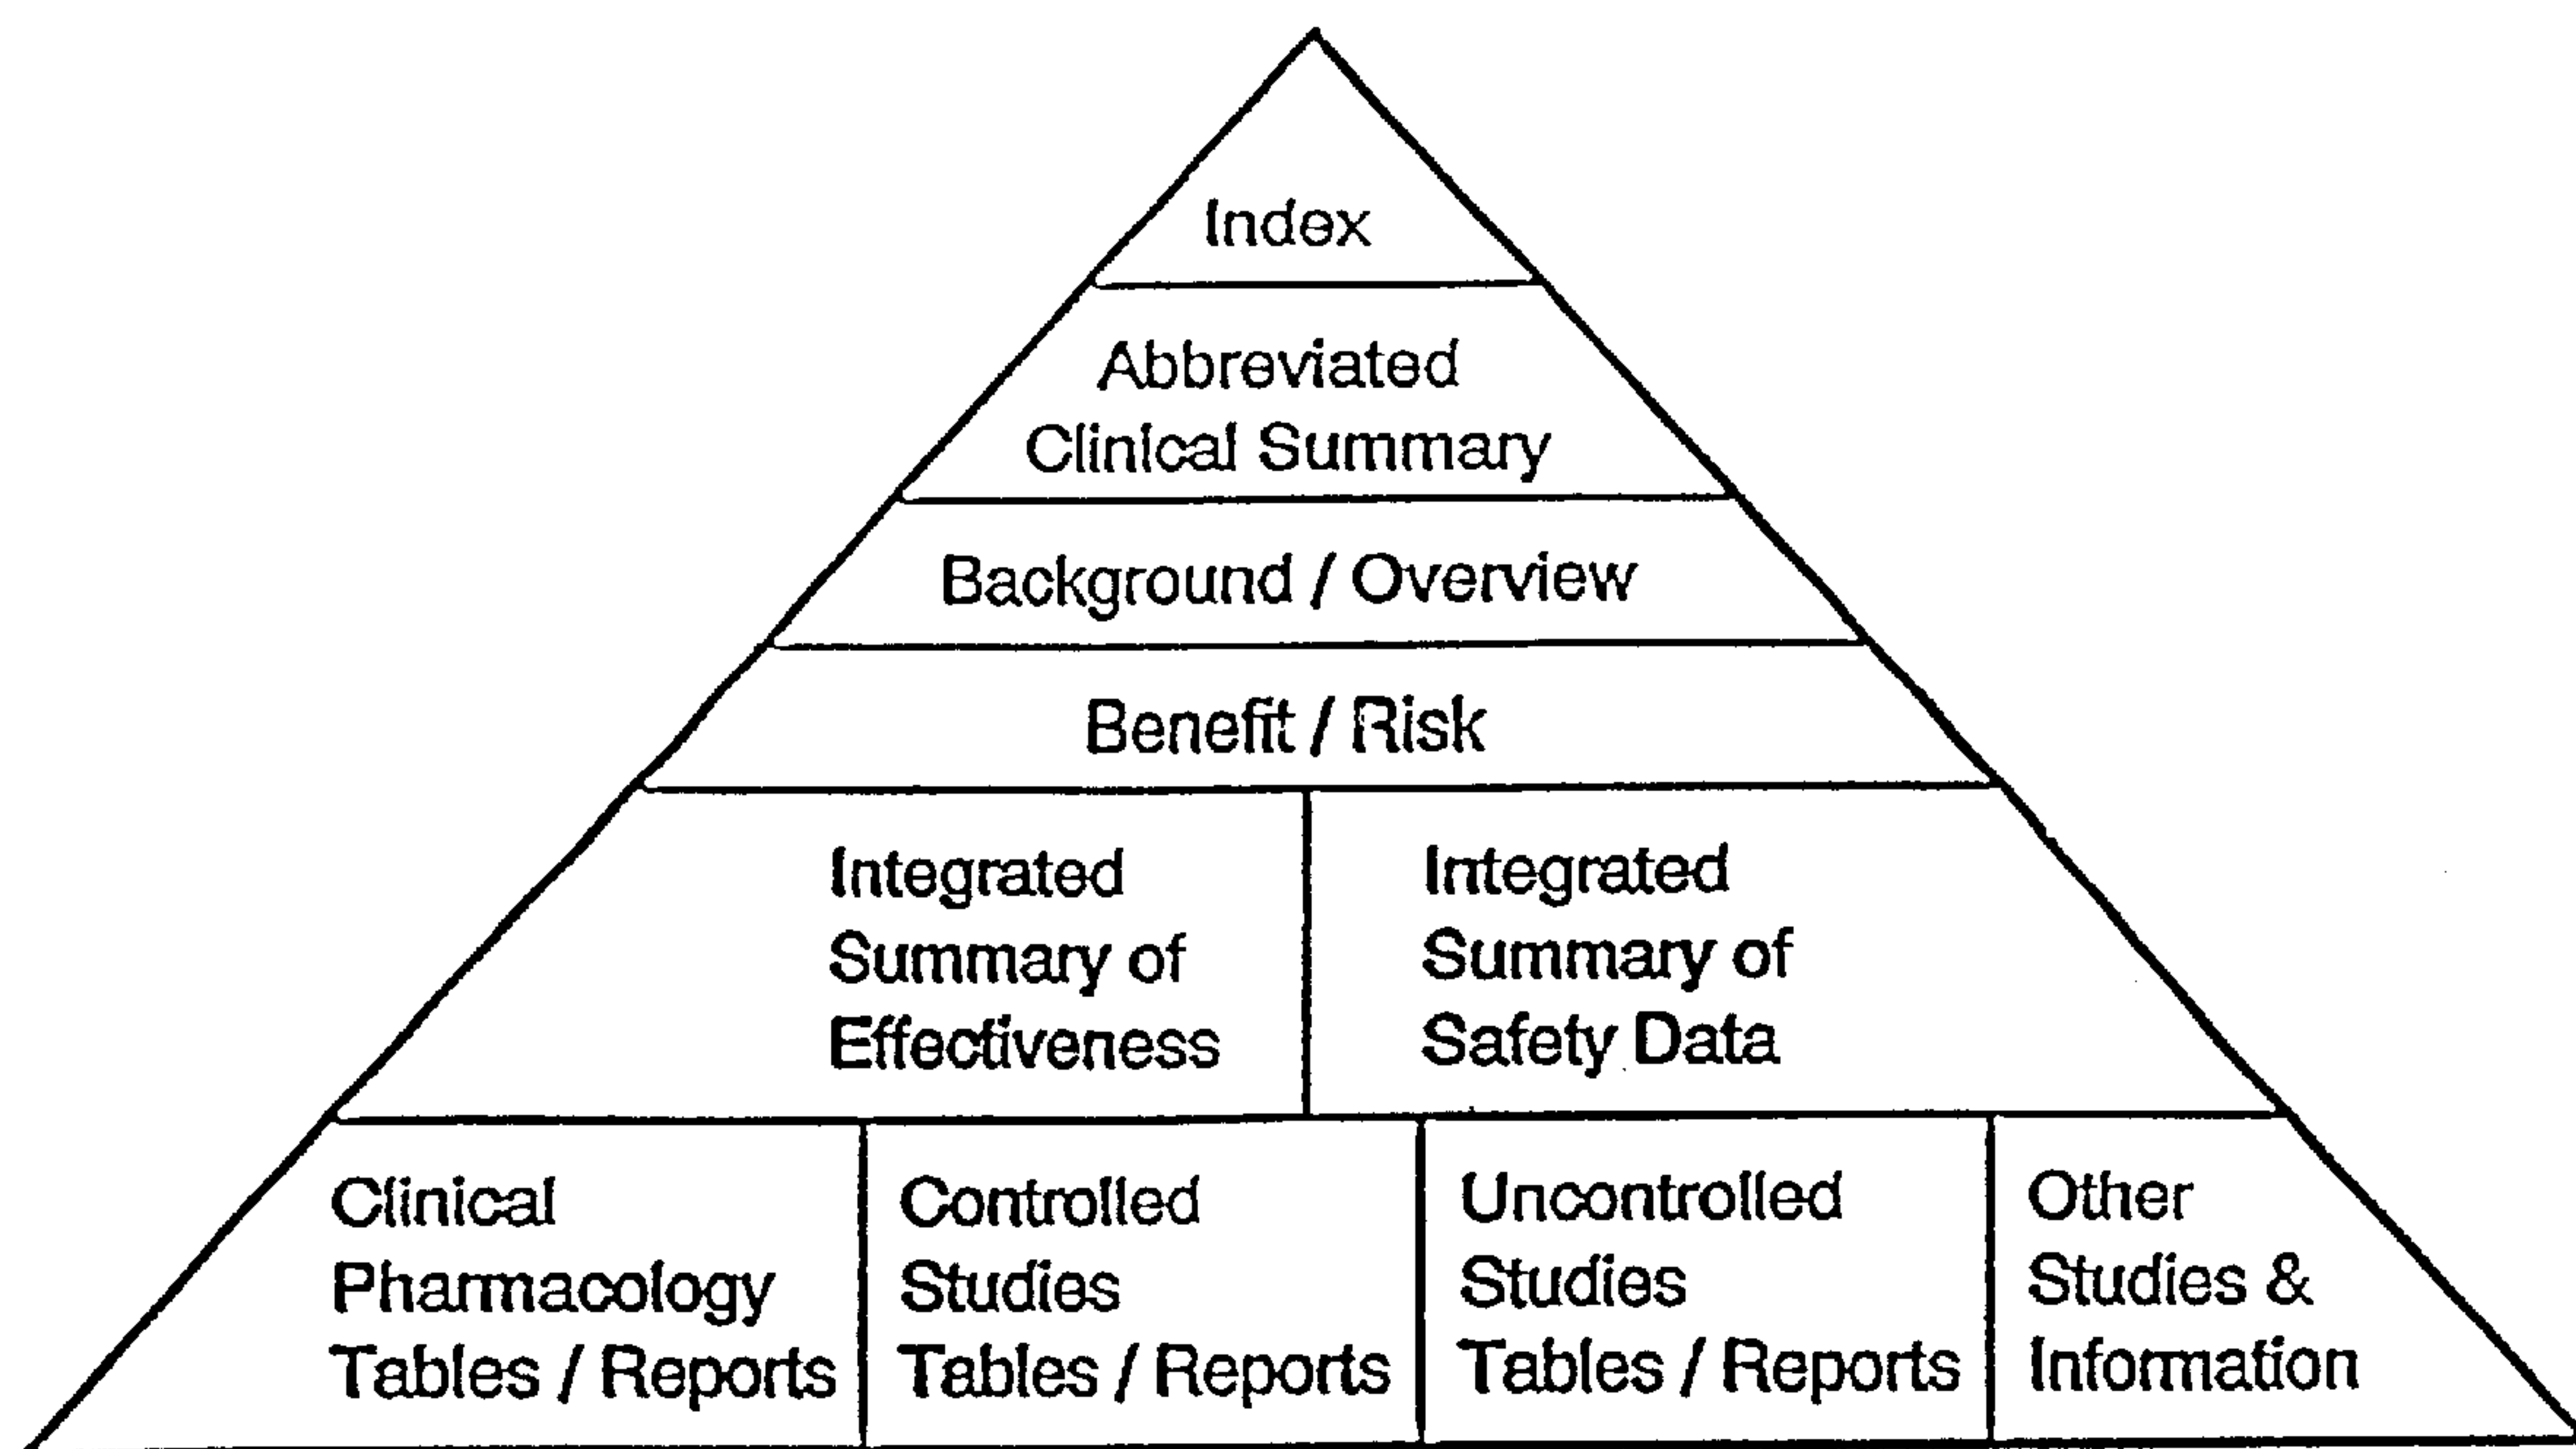 Index
Abbreviated
Clinical Summary
Background / Overview
Benefit / Risk
Integrated
Summary of
Effectiveness
Integrated
Summary of
Safety Data
Clinical
Pharmacology
Tables / Reports
Controlled
Studies
Tables / Reports
Uncontrolled
Studies
Tables / Reports
Other
Studies &
Information